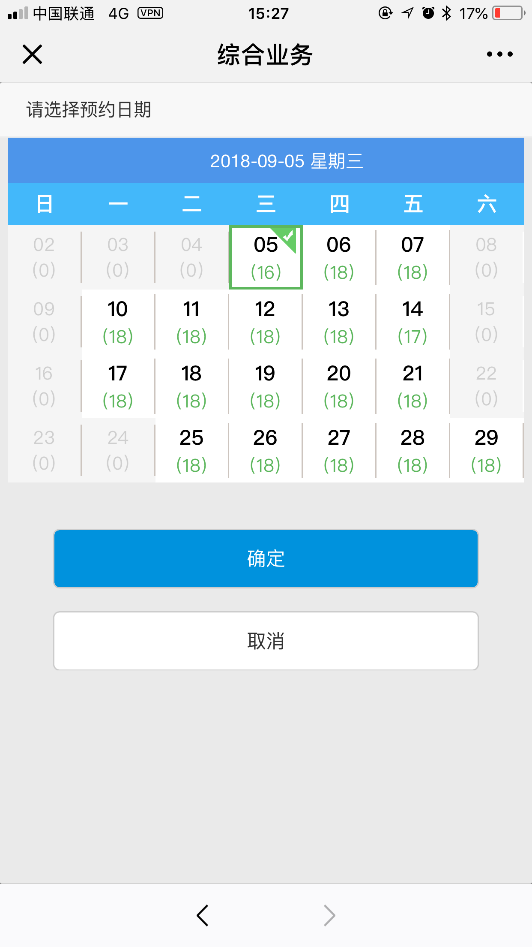 中国联通 4G VPN 15:27 17%
综合业务
请选择预约日期
2018-09-05 星期三
日 一 二 三 四 五 六
02 03 04 05 06 07 08
(0) (0) (0) (16) (18) (18) (0)
09 10 11 12 13 14 15
(0) (18) (18) (18) (18) (17) (0)
16 17 18 19 20 21 22
(0) (18) (18) (18) (18) (18) (0)
23 24 25 26 27 28 29
(0) (0) (18) (18) (18) (18) (18)
确定
取消